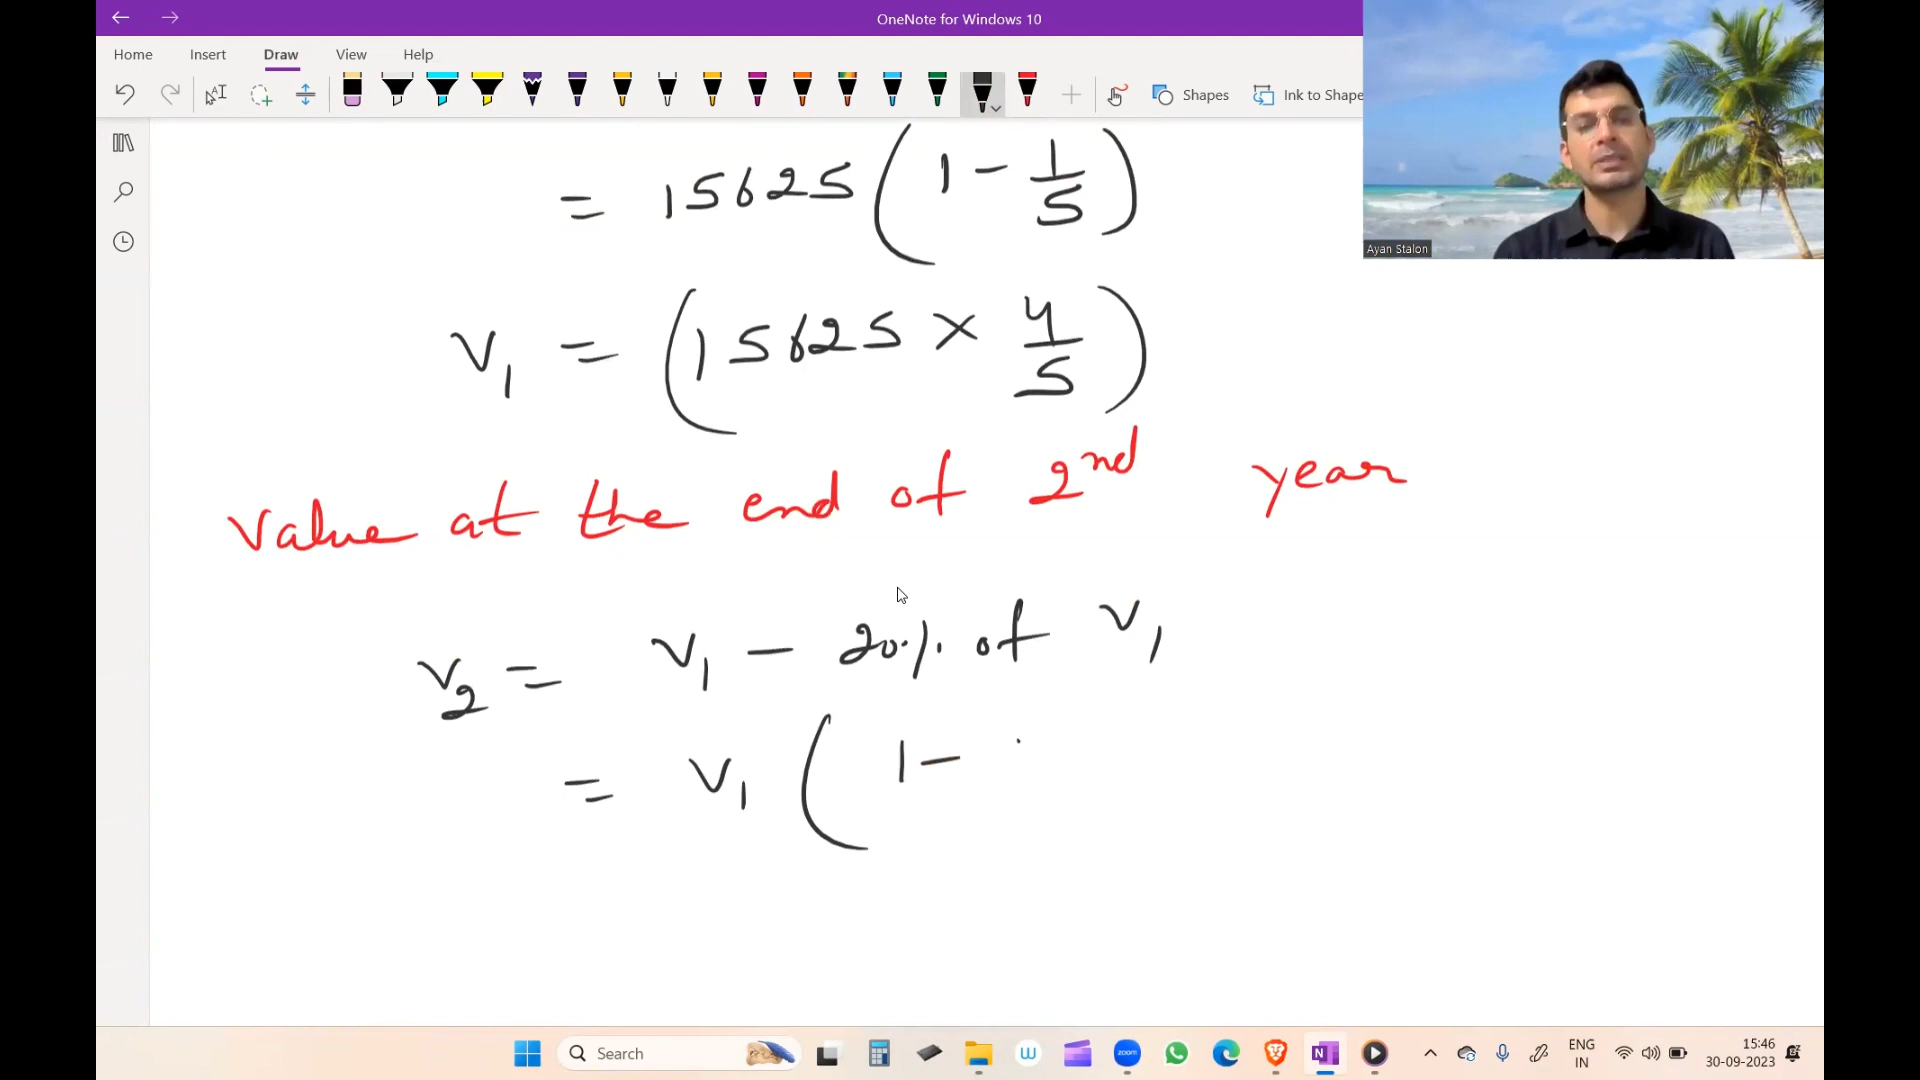 OneNote for Windows 10
Home Insert Draw View Help
Shapes Ink to Shape
= 15625 ( 1 - 1/5 )
V₁ = ( 15625 × 4/5 )
Value at the end of 2nd year
V₂ = V₁ - 20% of V₁
= V₁ ( 1 -
Ayan Stalon
Search
zoom
ENG
IN
15:46
30-09-2023